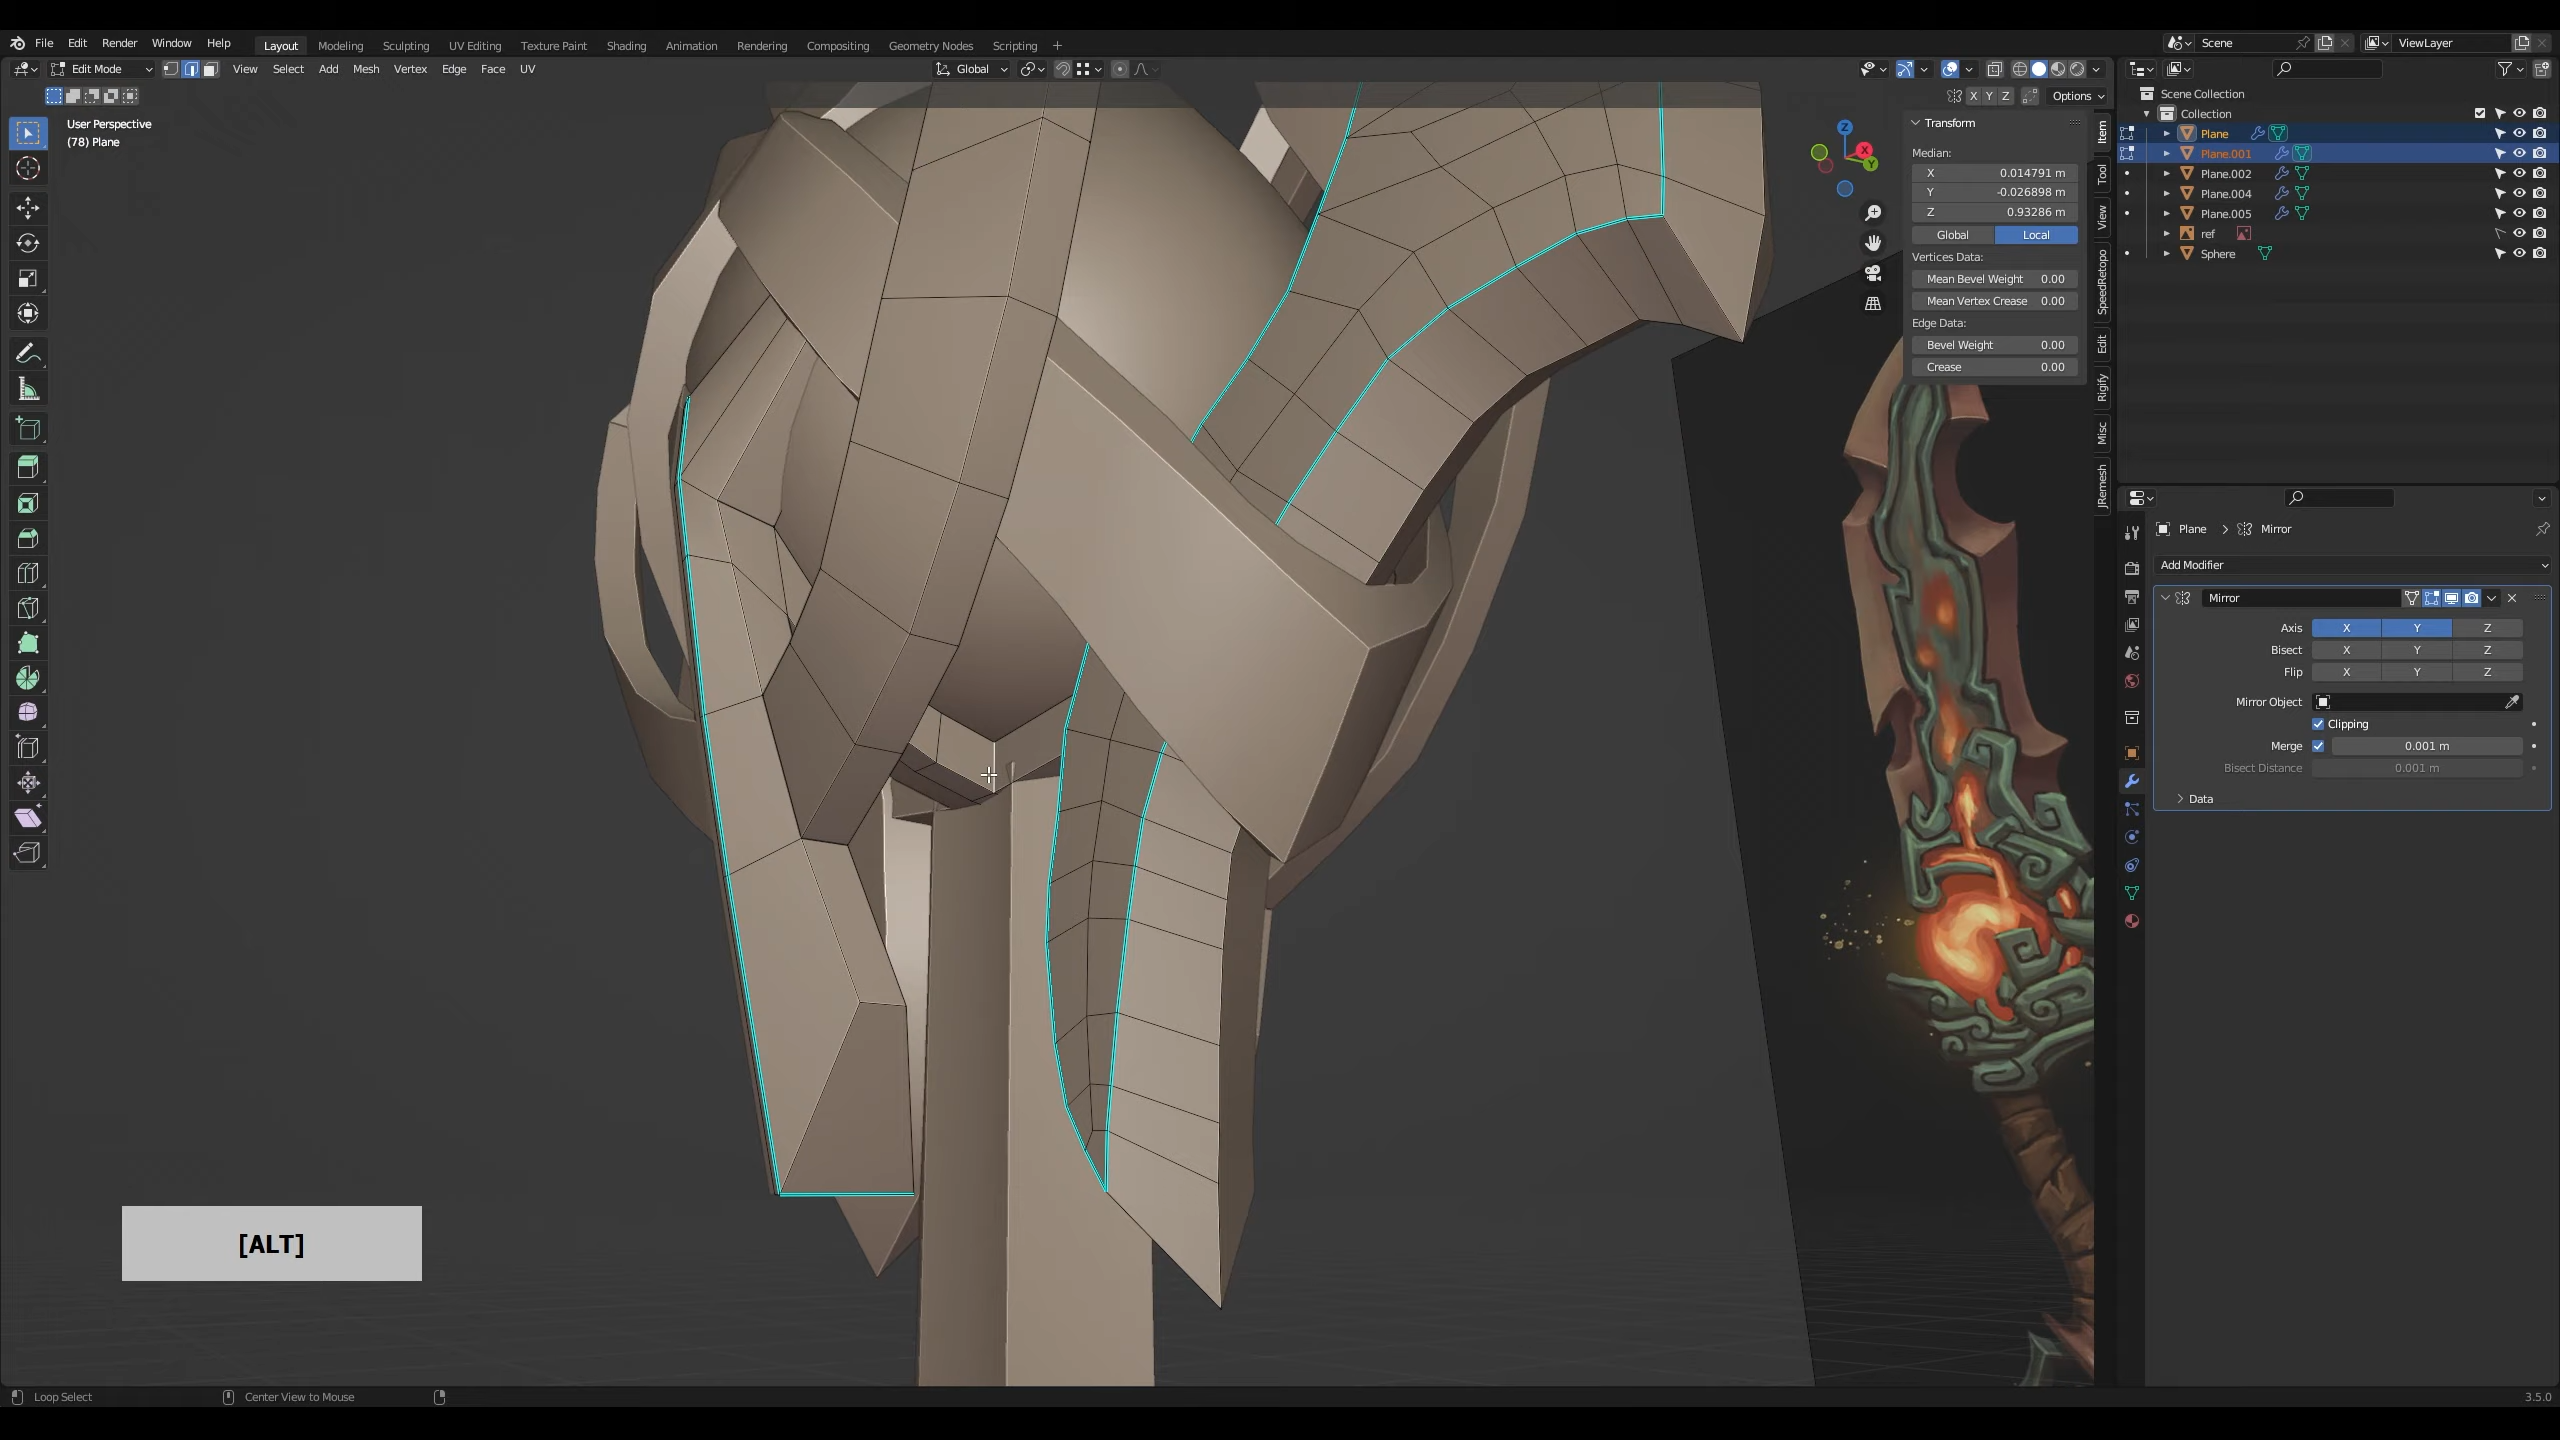 File Edit Render Window Help
Layout Modeling Sculpting UV Editing Texture Paint Shading Animation Rendering Compositing Geometry Nodes Scripting +
Scene
ViewLayer
Edit Mode
View Select Add Mesh Vertex Edge Face UV
Global
X Y Z
Options
User Perspective
(78) Plane
Z
X
Y
Transform
Median:
X 0.014791 m
Y -0.026898 m
Z 0.93286 m
Global Local
Vertices Data:
Mean Bevel Weight 0.00
Mean Vertex Crease 0.00
Edge Data:
Bevel Weight 0.00
Crease 0.00
Item
Tool
View
SpeedRetopo
Edit
Rigify
Misc
JRemesh
Scene Collection
Collection
Plane
Plane.001
Plane.002
Plane.004
Plane.005
ref
Sphere
Plane > Mirror
Add Modifier
Mirror
Axis X Y Z
Bisect X Y Z
Flip X Y Z
Mirror Object
Clipping
Merge 0.001 m
Bisect Distance 0.001 m
Data
[ALT]
Loop Select
Center View to Mouse
3.5.0